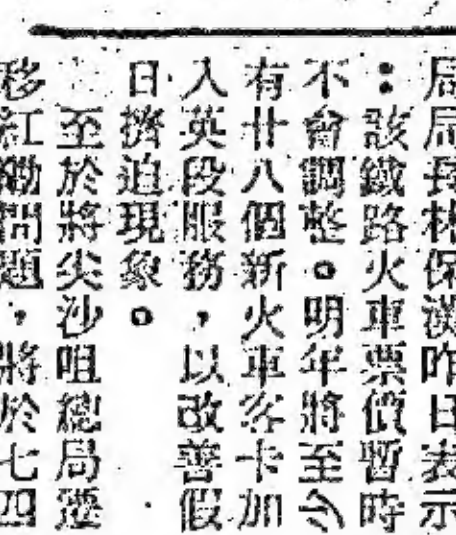 局局長林保漢昨日表示
：該鐵路火車票價暫時
不會調整。明年將至少
有廿八個新火車客卡加
入英段服務，以改善假
日擠迫現象。
至於將尖沙咀總局遷
移紅磡問題，將於七四